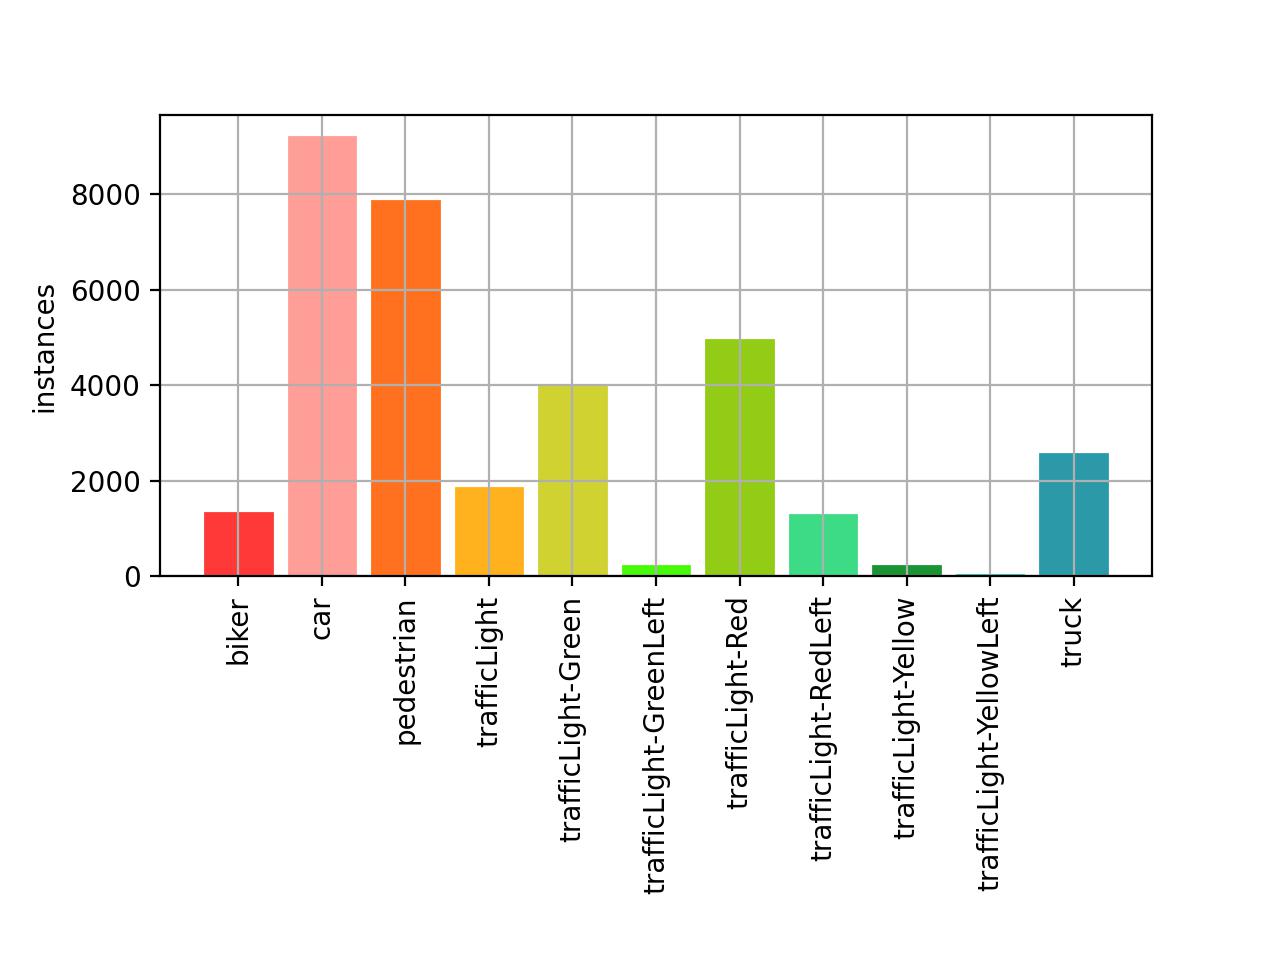 8000
6000
4000
2000
0
instances
biker
car
pedestrian
trafficLight
trafficLight-Green
trafficLight-GreenLeft
trafficLight-Red
trafficLight-RedLeft
trafficLight-Yellow
trafficLight-YellowLeft
truck